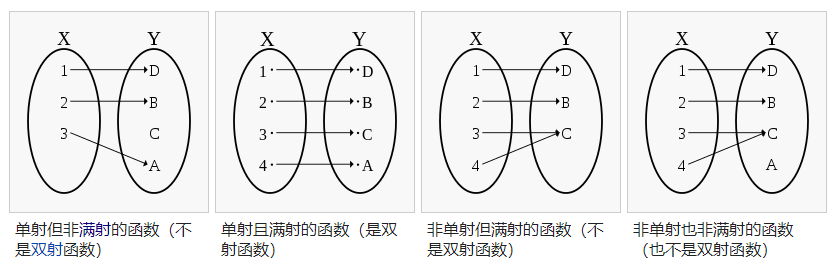 X Y
1 D
2 B
3 C
A
单射但非满射的函数（不
是双射函数）
X Y
1 D
2 B
3 C
4 A
单射且满射的函数（是双
射函数）
X Y
1 D
2 B
3 C
4
非单射但满射的函数（不
是双射函数）
X Y
1 D
2 B
3 C
4 A
非单射也非满射的函数
（也不是双射函数）